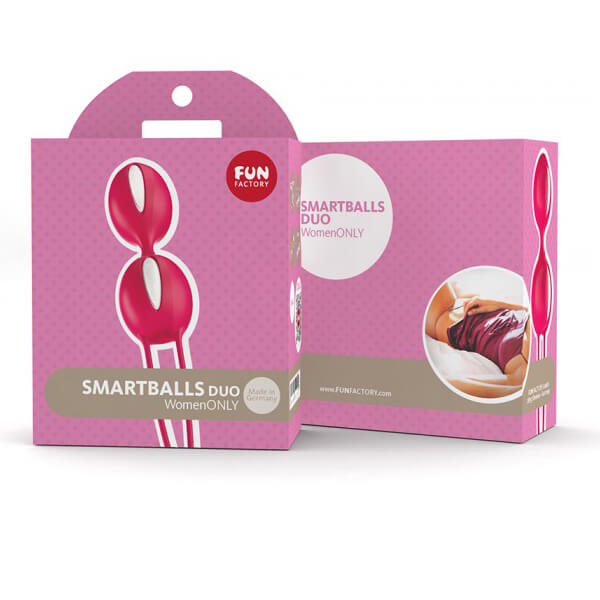 FUN
FACTORY
SMARTBALLS DUO
WomenONLY
Made in
Germany
SMARTBALLS
DUO
WomenONLY
www.FUNFACTORY.com